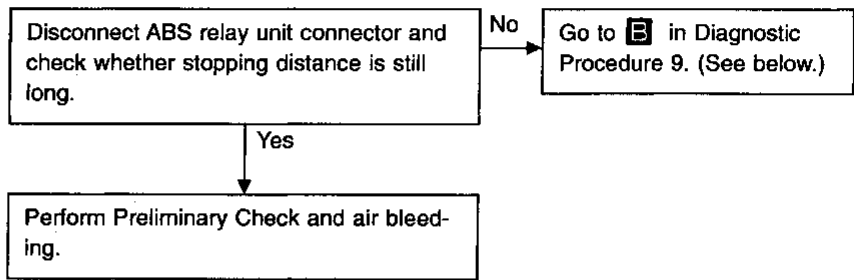 Disconnect ABS relay unit connector and
check whether stopping distance is still
long.
No
Go to B in Diagnostic
Procedure 9. (See below.)
Yes
Perform Preliminary Check and air bleed-
ing.